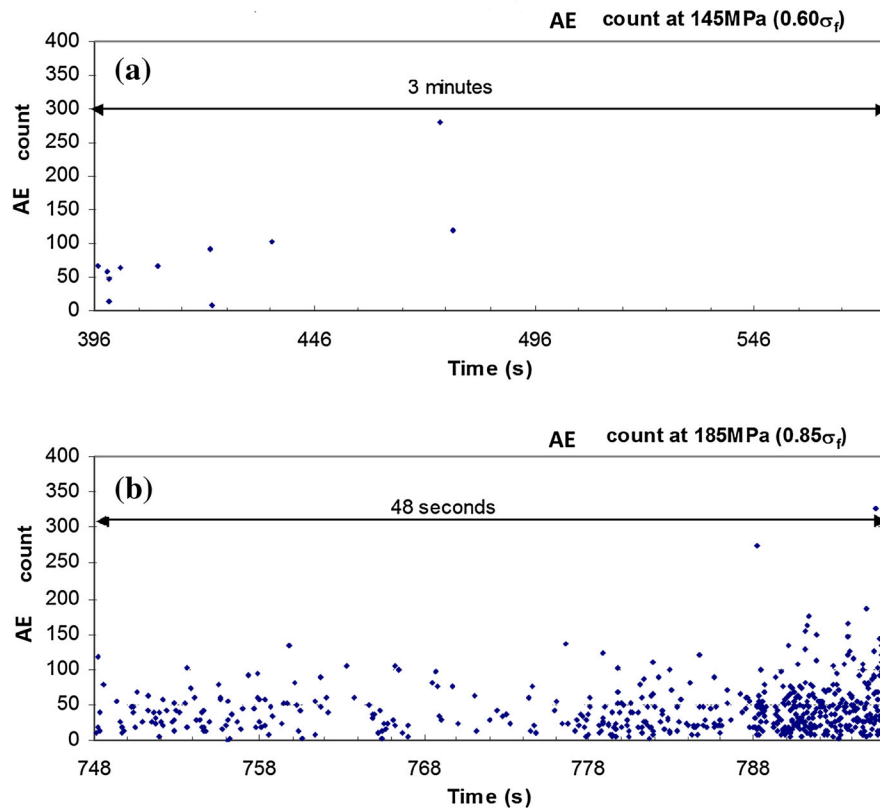 AE count at 145MPa (0.60σf)
400
(a)
350
3 minutes
300
250
200
150
100
50
0
AE count
396 446 496 546
Time (s)
AE count at 185MPa (0.85σf)
400
(b)
350
48 seconds
300
250
200
150
100
50
0
AE count
748 758 768 778 788
Time (s)